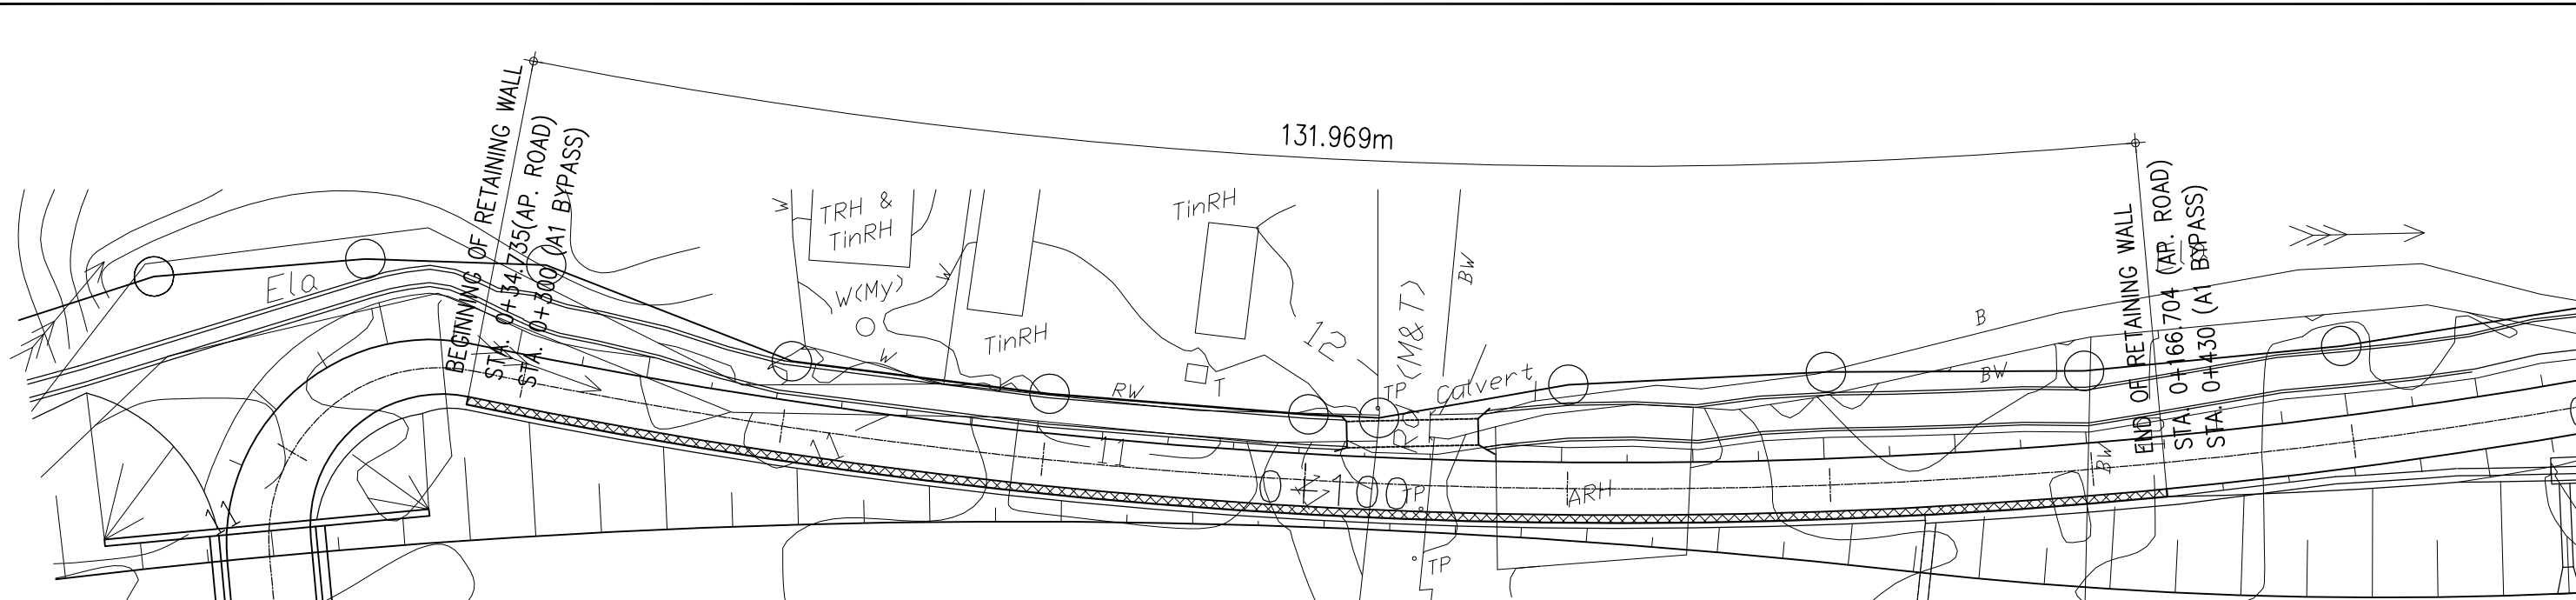 BEGINNING OF RETAINING WALL
STA. 0+34.735(AP. ROAD)
STA. 0+300 (A1 BYPASS)
131.969m
END OF RETAINING WALL
STA. 0+166.704 (AP. ROAD)
STA. 0+430 (A1 BYPASS)
Ela
W
TRH &
TinRH
W(My)
W
W
TinRH
TinRH
RW
T
12
(M&T)
BW
TP
Calvert
B
BW
BW
11
11
11
0+100
TP
ARH
TP